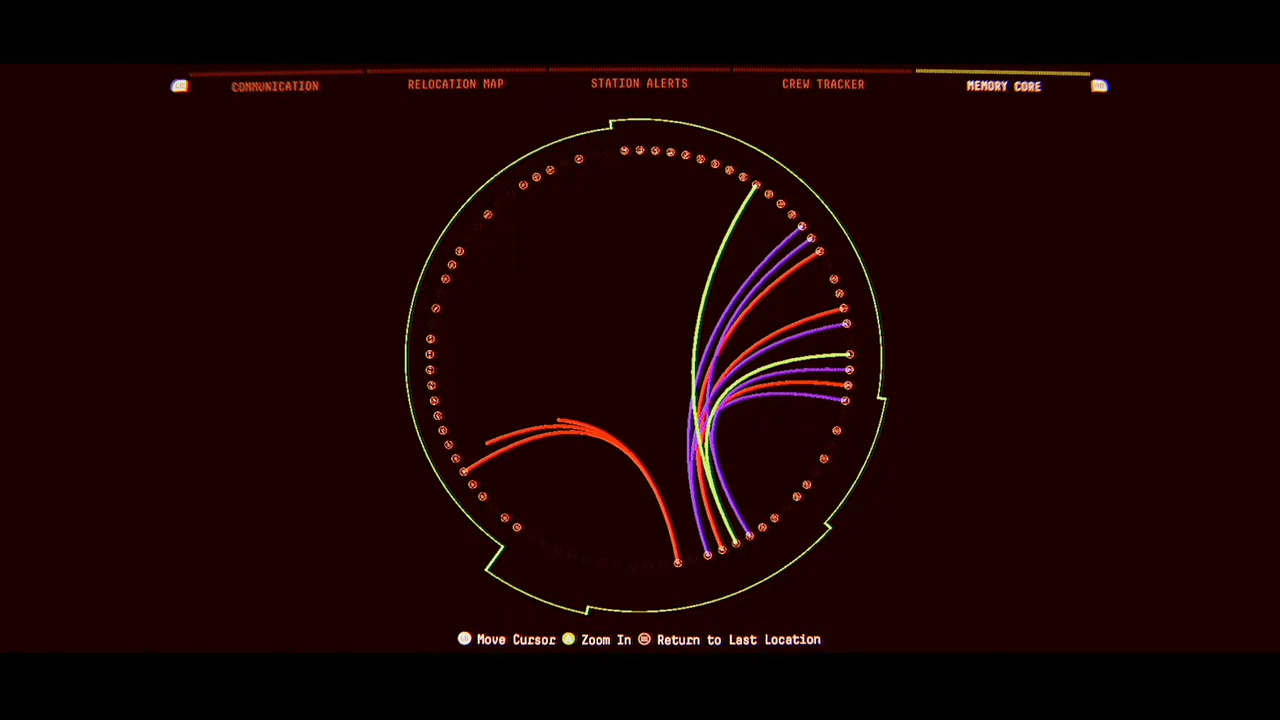 COMMUNICATION RELOCATION MAP STATION ALERTS CREW TRACKER MEMORY CORE
Move Cursor Zoom In Return to Last Location